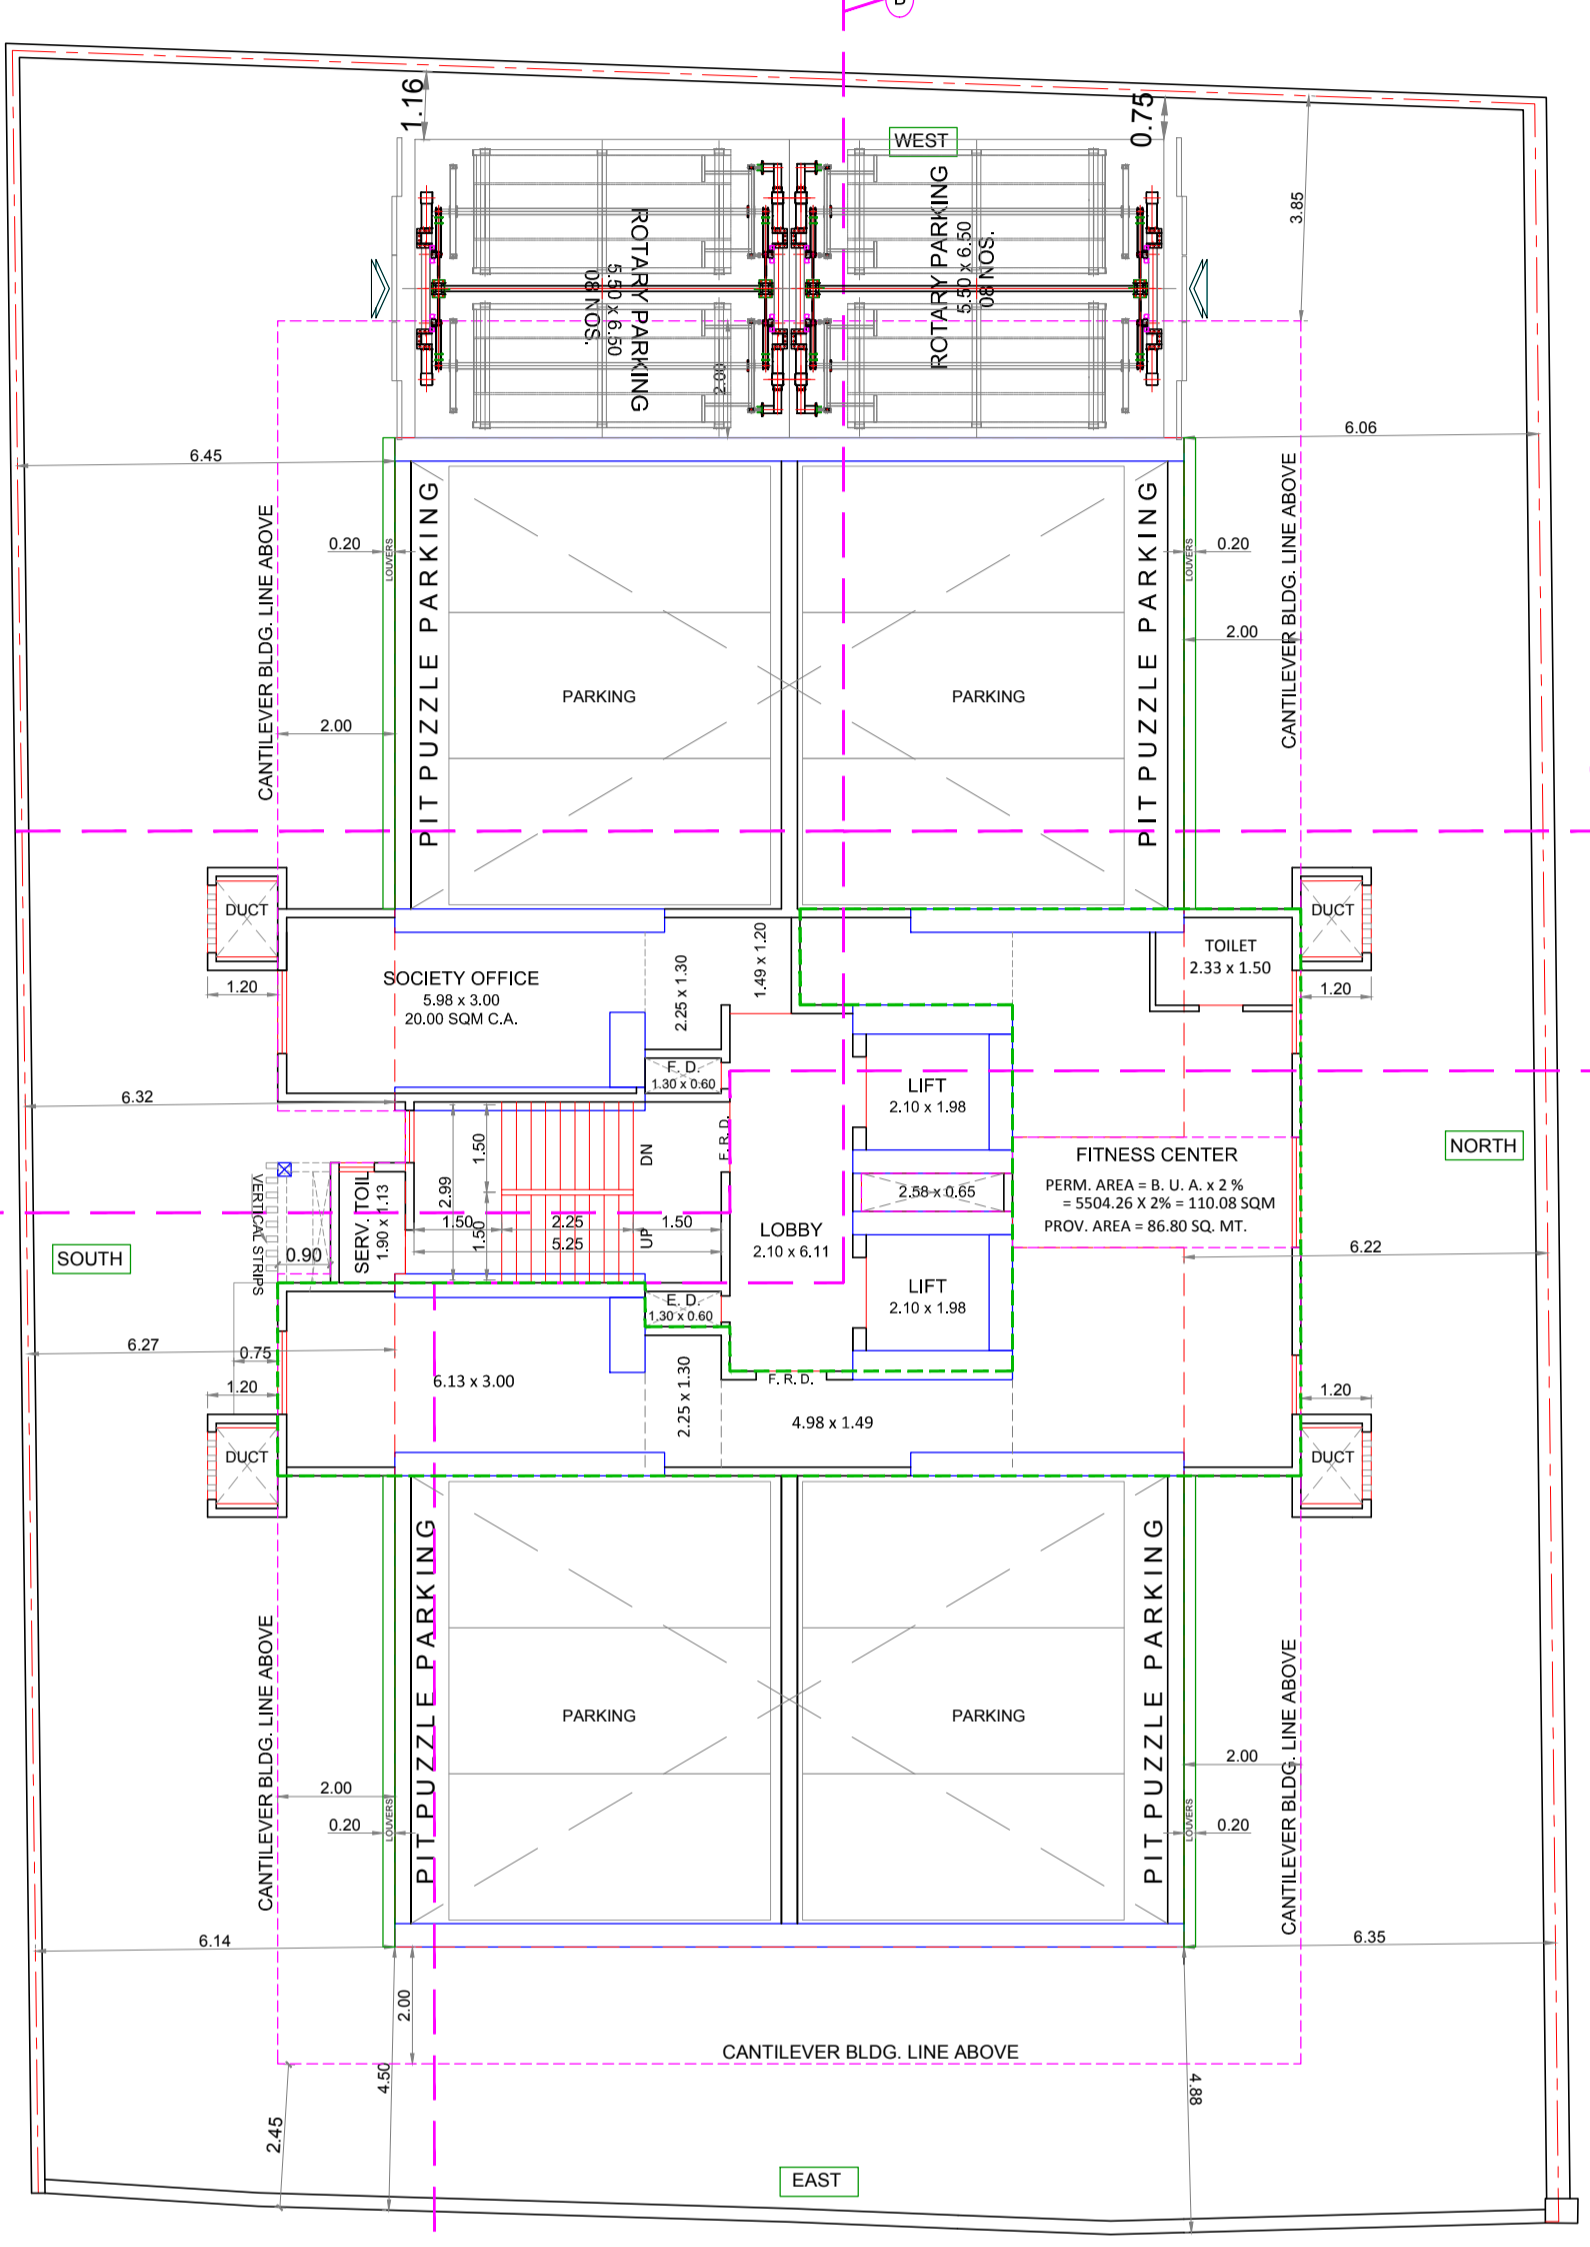 1.16
WEST
0.75
3.85
ROTARY PARKING
5.50 x 6.50
08 NOS.
ROTARY PARKING
5.50 x 6.50
08 NOS.
2.00
6.45
6.06
CANTILEVER BLDG. LINE ABOVE
0.20
LOUVERS
PIT PUZZLE PARKING
PARKING
PARKING
PIT PUZZLE PARKING
LOUVERS
0.20
CANTILEVER BLDG. LINE ABOVE
2.00
2.00
DUCT
1.20
SOCIETY OFFICE
5.98 x 3.00
20.00 SQM C.A.
2.25 x 1.30
1.49 x 1.20
TOILET
2.33 x 1.50
DUCT
1.20
F. D.
1.30 x 0.60
LIFT
2.10 x 1.98
6.32
F. R. D.
1.50
2.99
DN
NORTH
FITNESS CENTER
PERM. AREA = B. U. A. x 2 %
= 5504.26 X 2% = 110.08 SQM
PROV. AREA = 86.80 SQ. MT.
2.58 x 0.65
VERTICAL STRIPS
SERV. TOIL
1.90 x 1.13
1.50
2.25
1.50
1.50
5.25
UP
LOBBY
2.10 x 6.11
SOUTH
0.90
6.22
LIFT
2.10 x 1.98
E. D.
1.30 x 0.60
6.27
0.75
1.20
6.13 x 3.00
2.25 x 1.30
F. R. D.
4.98 x 1.49
1.20
DUCT
DUCT
CANTILEVER BLDG. LINE ABOVE
PIT PUZZLE PARKING
PARKING
PARKING
PIT PUZZLE PARKING
CANTILEVER BLDG. LINE ABOVE
2.00
2.00
0.20
LOUVERS
LOUVERS
0.20
6.14
6.35
2.00
CANTILEVER BLDG. LINE ABOVE
4.50
4.88
2.45
EAST